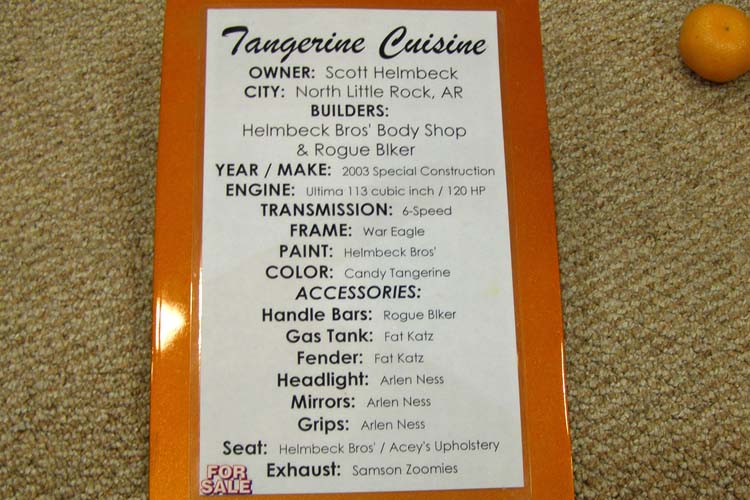 Tangerine Cuisine
OWNER: Scott Helmbeck
CITY: North Little Rock, AR
BUILDERS:
Helmbeck Bros' Body Shop
& Rogue Blker
YEAR / MAKE: 2003 Special Construction
ENGINE: Ultima 113 cubic inch / 120 HP
TRANSMISSION: 6-Speed
FRAME: War Eagle
PAINT: Helmbeck Bros'
COLOR: Candy Tangerine
ACCESSORIES:
Handle Bars: Rogue Blker
Gas Tank: Fat Katz
Fender: Fat Katz
Headlight: Arlen Ness
Mirrors: Arlen Ness
Grips: Arlen Ness
Seat: Helmbeck Bros' / Acey's Upholstery
Exhaust: Samson Zoomies
FOR
SALE